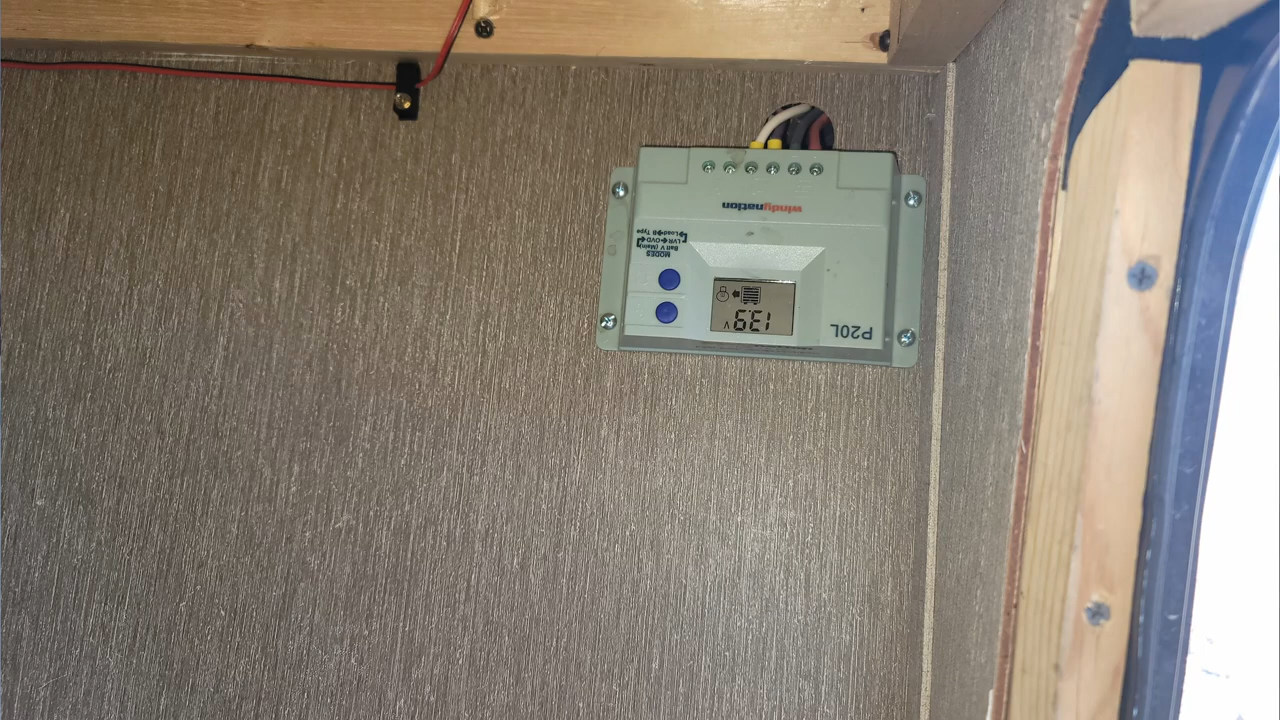 P20L
13.9 V
MODES
Batt V (Main)
OVD LVR
B Type Load
windynation